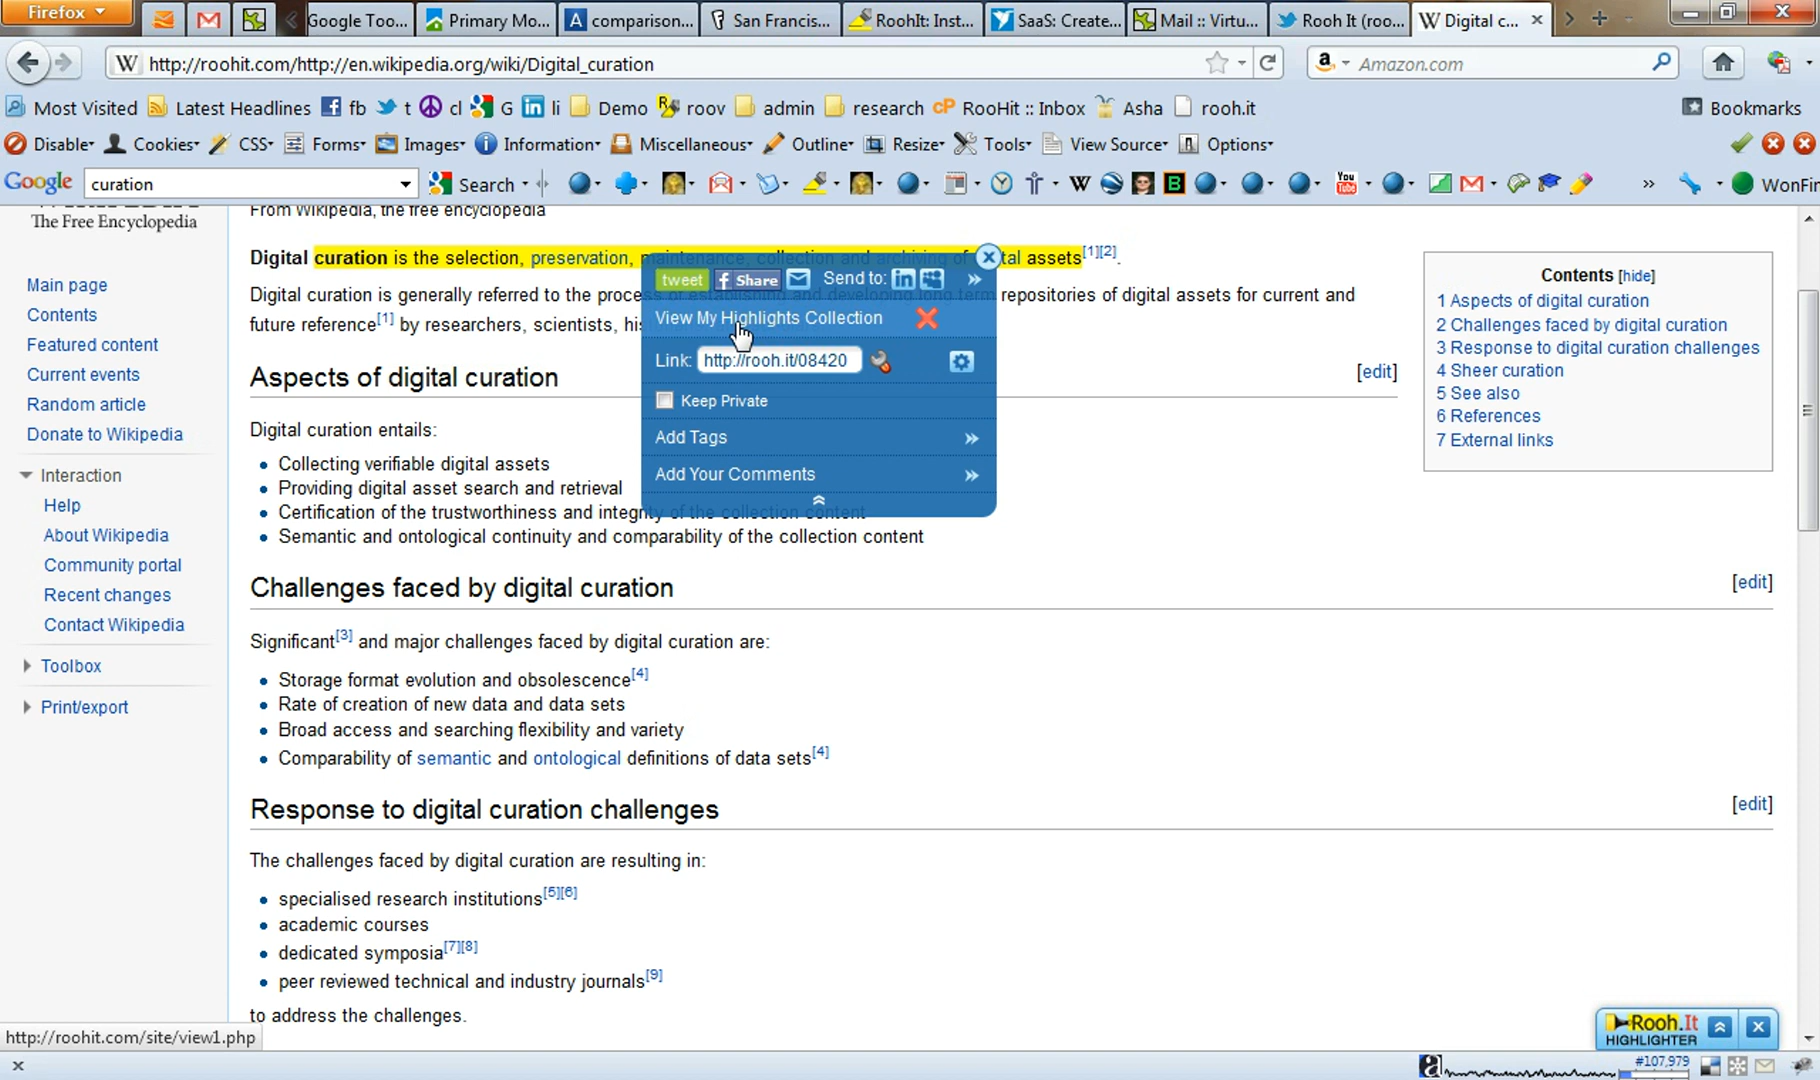 Firefox
Google Too...
Primary Mo...
comparison...
San Francis...
RoohIt: Inst...
SaaS: Create...
Mail :: Virtu...
Rooh It (roo...
Digital c...
http://roohit.com/http://en.wikipedia.org/wiki/Digital_curation
Amazon.com
Most Visited Latest Headlines fb t cl G li Demo roov admin research RooHit :: Inbox Asha rooh.it Bookmarks
Disable Cookies CSS Forms Images Information Miscellaneous Outline Resize Tools View Source Options
Google curation Search » WonFin
The Free Encyclopedia
Main page
Contents
Featured content
Current events
Random article
Donate to Wikipedia
Interaction
Help
About Wikipedia
Community portal
Recent changes
Contact Wikipedia
Toolbox
Print/export
From Wikipedia, the free encyclopedia
Digital curation is the selection, preservation, maintenance, collection and archiving of digital assets[1][2].
Digital curation is generally referred to the process of establishing and developing long term repositories of digital assets for current and
future reference[1] by researchers, scientists, his
tweet Share Send to: »
View My Highlights Collection
Link: http://rooh.it/08420
Keep Private
Add Tags »
Add Your Comments »
Aspects of digital curation [edit]
Digital curation entails:
Collecting verifiable digital assets
Providing digital asset search and retrieval
Certification of the trustworthiness and integrity of the collection content
Semantic and ontological continuity and comparability of the collection content
Challenges faced by digital curation [edit]
Significant[3] and major challenges faced by digital curation are:
Storage format evolution and obsolescence[4]
Rate of creation of new data and data sets
Broad access and searching flexibility and variety
Comparability of semantic and ontological definitions of data sets[4]
Response to digital curation challenges [edit]
The challenges faced by digital curation are resulting in:
specialised research institutions[5][6]
academic courses
dedicated symposia[7][8]
peer reviewed technical and industry journals[9]
to address the challenges.
Contents [hide]
1 Aspects of digital curation
2 Challenges faced by digital curation
3 Response to digital curation challenges
4 Sheer curation
5 See also
6 References
7 External links
http://roohit.com/site/view1.php
Rooh.It
HIGHLIGHTER
#107,979